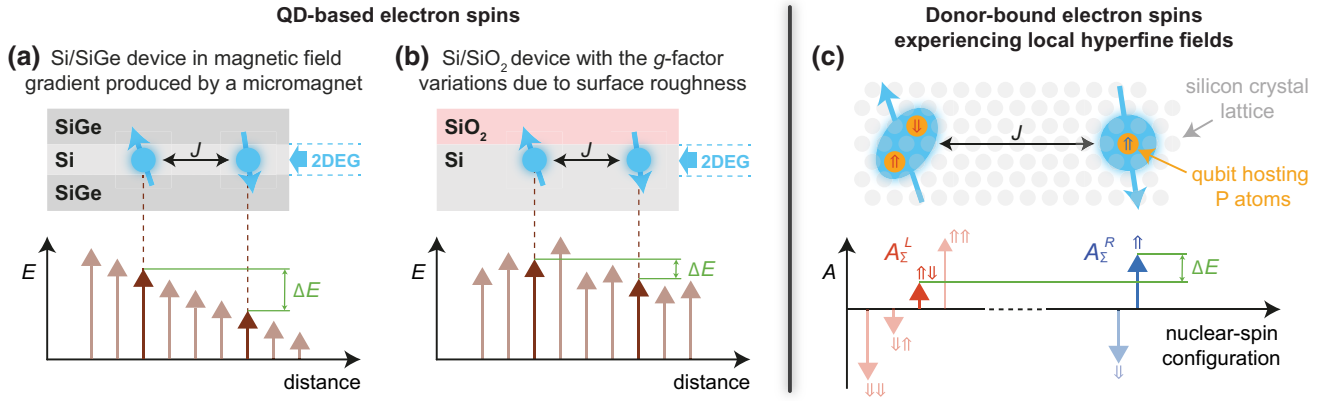 QD-based electron spins
(a) Si/SiGe device in magnetic field
gradient produced by a micromagnet
SiGe
Si
SiGe
J
2DEG
E
ΔE
distance
(b) Si/SiO2 device with the g-factor
variations due to surface roughness
SiO2
Si
J
2DEG
E
ΔE
distance
Donor-bound electron spins
experiencing local hyperfine fields
(c)
silicon crystal
lattice
⇓
⇑
J
⇑
qubit hosting
P atoms
A
A_Σ^L
⇑⇓
⇑⇑
A_Σ^R
⇑
ΔE
⇓⇓
⇓⇑
⇓
nuclear-spin
configuration